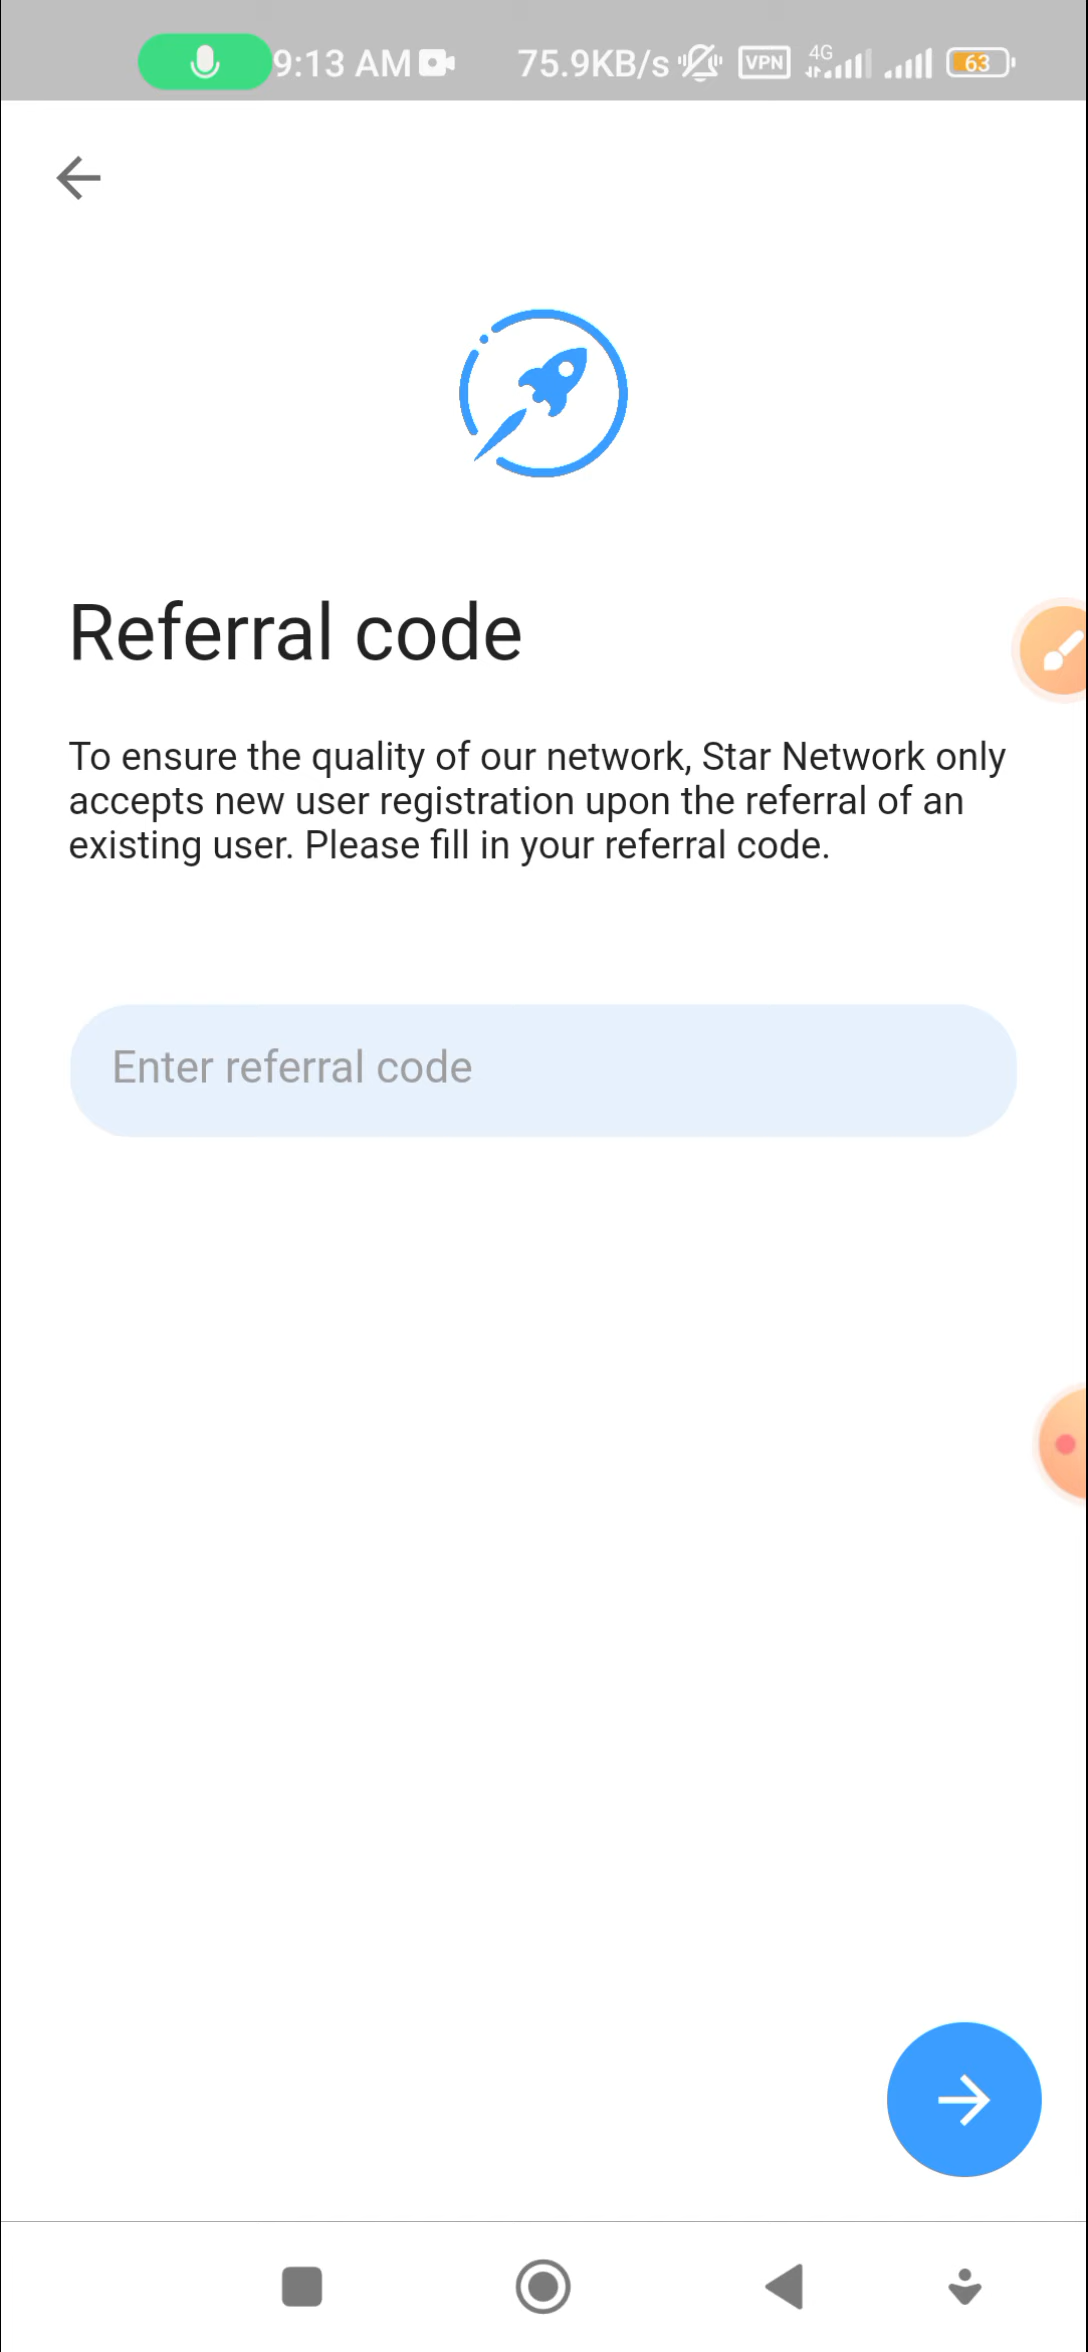 9:13 AM 75.9KB/s VPN 4G 63
Referral code
To ensure the quality of our network, Star Network only
accepts new user registration upon the referral of an
existing user. Please fill in your referral code.
Enter referral code